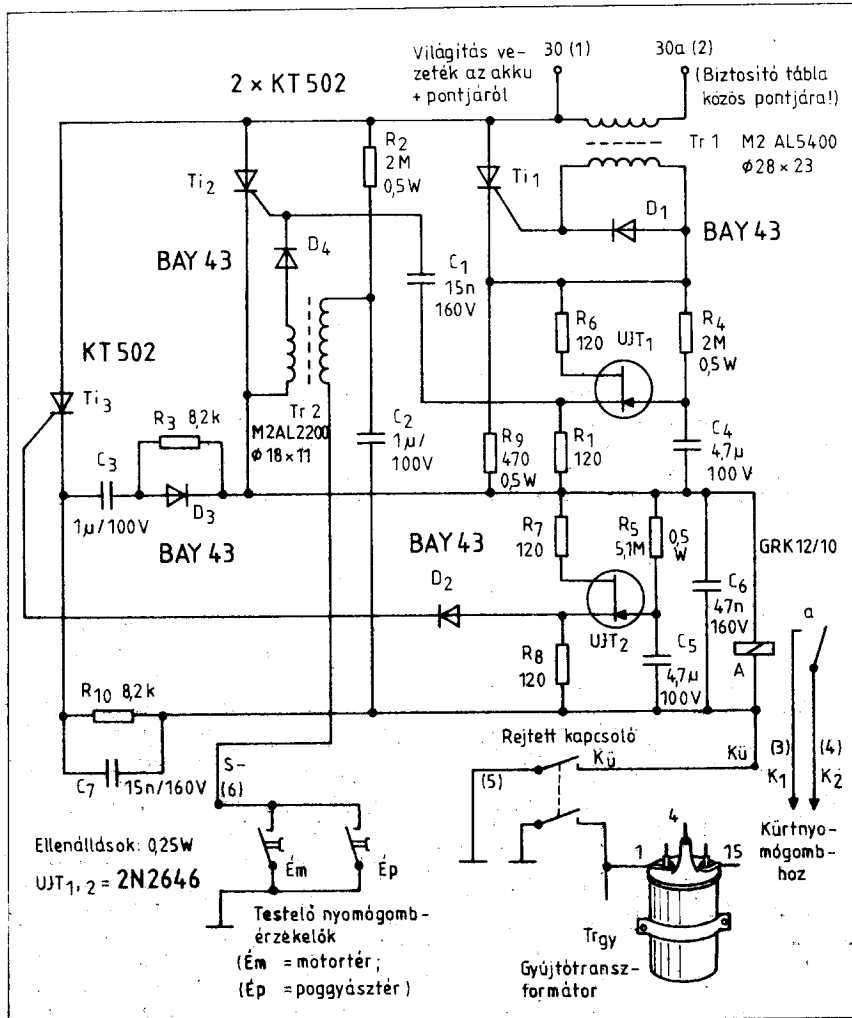 Világítás ve-
zeték az akku
+ pontjáról
30 (1)
30a (2)
(Biztosító tábla
közös pontjára!)
2 x KT 502
Tr 1 M2 AL5400
ϕ 28 x 23
R2
2M
0,5W
Ti2
Ti1
D1
BAY 43
D4
BAY 43
C1
15n
160V
R6
120
UJT1
R4
2M
0,5W
KT 502
Ti3
R3 8,2k
Tr 2
M2AL2200
ϕ 18 x 11
C2
1µ/
100V
R9
470
0,5W
R1
120
C4
4,7µ
100 V
C3
1µ/100V
D3
BAY 43
BAY 43
D2
R7
120
R5
5,1M
0,5
W
GRK 12/10
C6
47n
160V
UJT2
R8
120
C5
4,7µ
100V
A
a
R10 8,2k
C7
15n/160V
S-
(6)
Rejtett kapcsoló
Kü
Kü
(5)
(3)
K1
(4)
K2
Kürtnyo-
mógomb-
hoz
Ellenállások: 0,25W
UJT1, 2 = 2N2646
Ém
Ép
Testelő nyomógomb-
érzékelők
(Ém = motortér;
(Ép = poggyásztér)
4
1
15
Trgy
Gyújtótransz-
formátor